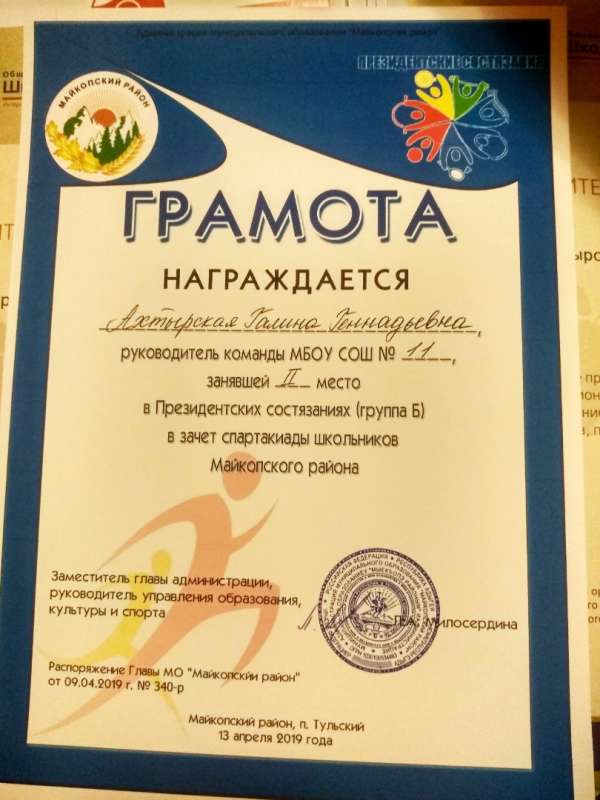 Администрация муниципального образования "Майкопский район"
ПРЕЗИДЕНТСКИЕ СОСТЯЗАНИЯ
МАЙКОПСКИЙ РАЙОН
ГРАМОТА
НАГРАЖДАЕТСЯ
Ахтырская Галина Геннадьевна,
руководитель команды МБОУ СОШ № 11,
занявшей II место
в Президентских состязаниях (группа Б)
в зачет спартакиады школьников
Майкопского района
Заместитель главы администрации,
руководитель управления образования,
культуры и спорта
Милосердина
Распоряжение Главы МО "Майкопский район"
от 09.04.2019 г. № 340-р
Майкопский район, п. Тульский
13 апреля 2019 года